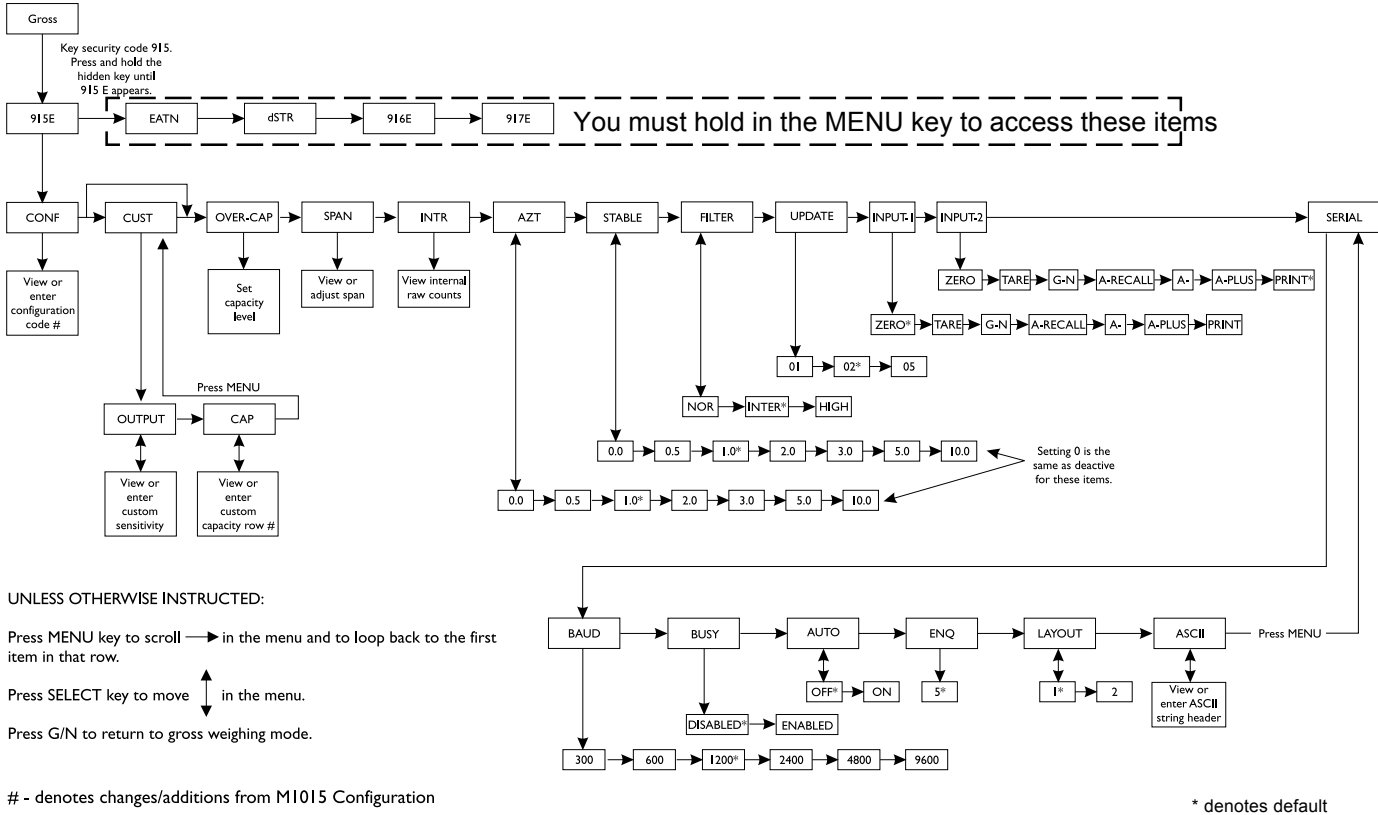 Gross
Key security code 915.
Press and hold the
hidden key until
915 E appears.
915E
EATN
dSTR
916E
917E
You must hold in the MENU key to access these items
CONF
CUST
OVER-CAP
SPAN
INTR
AZT
STABLE
FILTER
UPDATE
INPUT-1
INPUT-2
SERIAL
View or
enter
configuration
code #
Set
capacity
level
View or
adjust span
View internal
raw counts
ZERO
TARE
G-N
A-RECALL
A-
A-PLUS
PRINT*
ZERO*
TARE
G-N
A-RECALL
A-
A-PLUS
PRINT
01
02*
05
Press MENU
NOR
INTER*
HIGH
OUTPUT
CAP
0.0
0.5
1.0*
2.0
3.0
5.0
10.0
Setting 0 is the
same as deactive
for these items.
View or
enter
custom
sensitivity
View or
enter
custom
capacity row #
0.0
0.5
1.0*
2.0
3.0
5.0
10.0
UNLESS OTHERWISE INSTRUCTED:
Press MENU key to scroll in the menu and to loop back to the first
item in that row.
Press SELECT key to move in the menu.
Press G/N to return to gross weighing mode.
BAUD
BUSY
AUTO
ENQ
LAYOUT
ASCII
Press MENU
OFF*
ON
5*
1*
2
View or
enter ASCII
string header
DISABLED*
ENABLED
300
600
1200*
2400
4800
9600
# - denotes changes/additions from M1015 Configuration
* denotes default